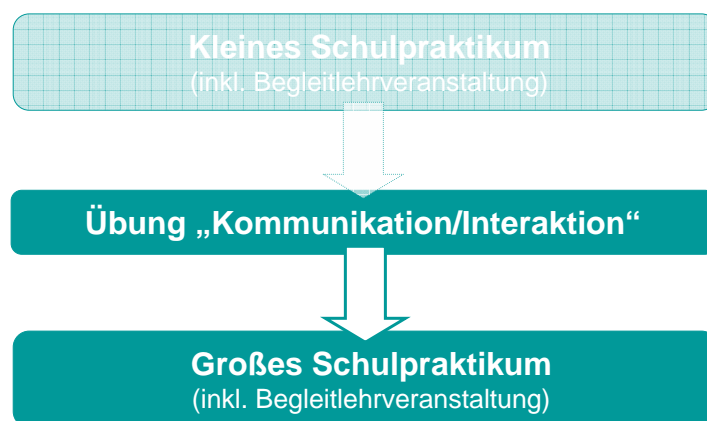 Kleines Schulpraktikum
(inkl. Begleitlehrveranstaltung)
Übung „Kommunikation/Interaktion“
Großes Schulpraktikum
(inkl. Begleitlehrveranstaltung)